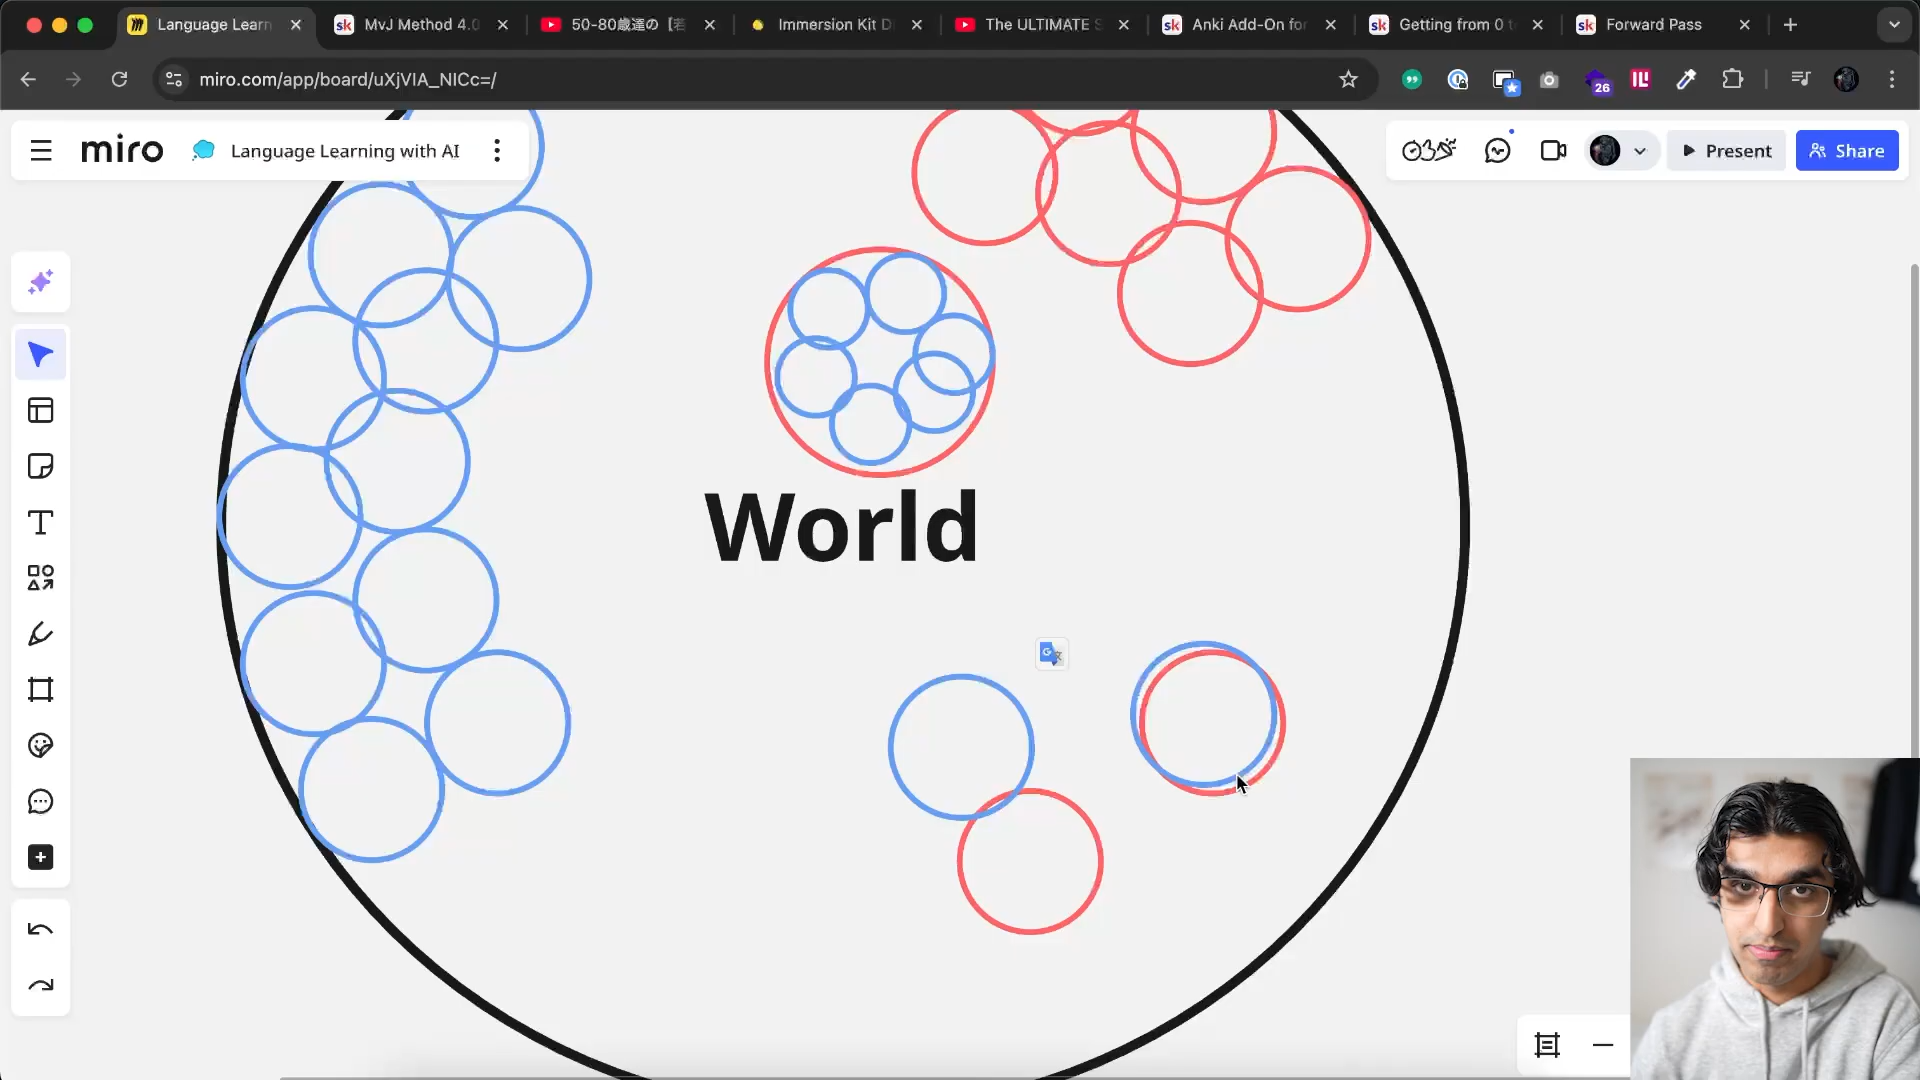 Language Learn
MvJ Method 4.0
50-80歳達の【若
Immersion Kit D
The ULTIMATE S
Anki Add-On for
Getting from 0 t
Forward Pass
miro.com/app/board/uXjVIA_NICc=/
26
miro
Language Learning with AI
Present
Share
World